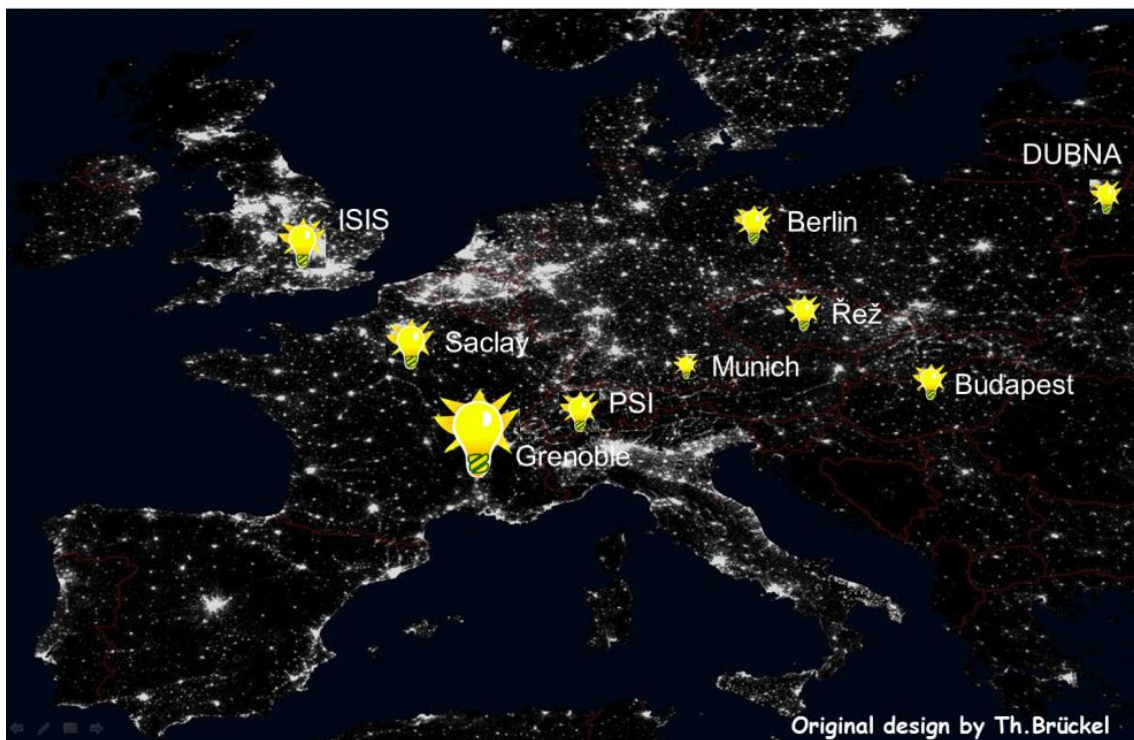 DUBNA
ISIS
Berlin
Řež
Saclay
Munich
Budapest
PSI
Grenoble
Original design by Th.Brückel